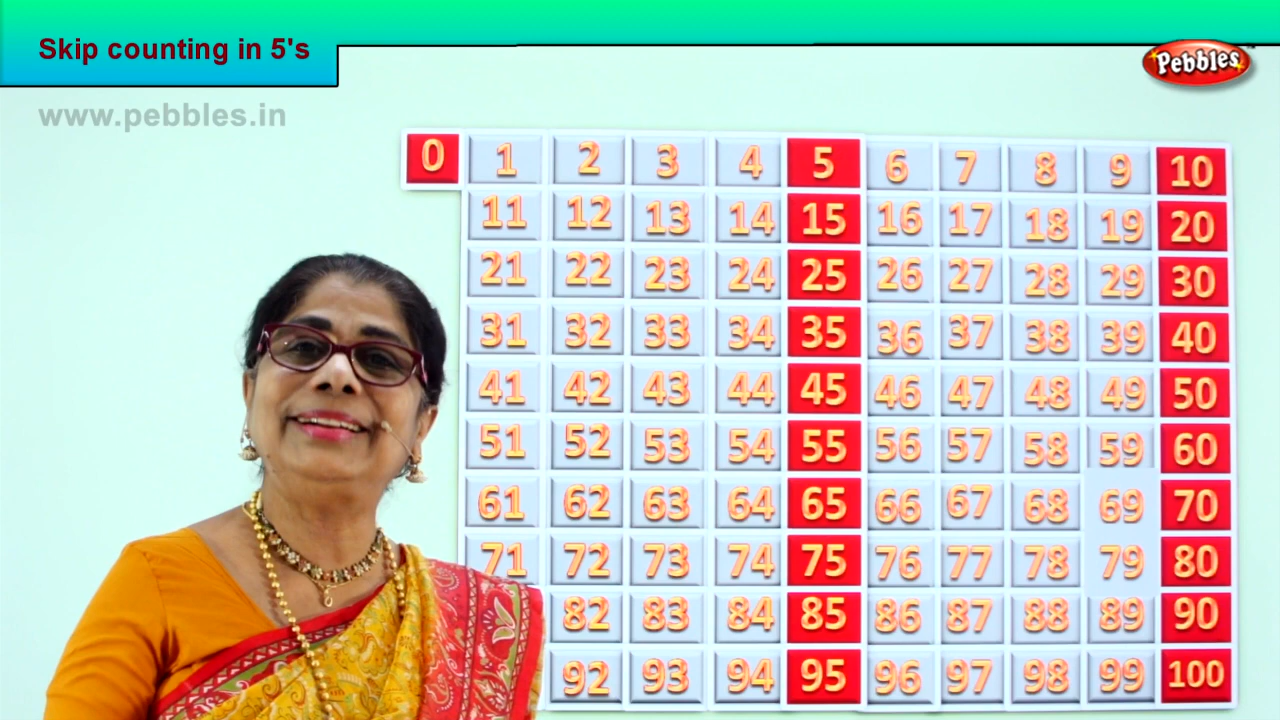 Skip counting in 5's
Pebbles
www.pebbles.in
0 1 2 3 4 5 6 7 8 9 10
11 12 13 14 15 16 17 18 19 20
21 22 23 24 25 26 27 28 29 30
31 32 33 34 35 36 37 38 39 40
41 42 43 44 45 46 47 48 49 50
51 52 53 54 55 56 57 58 59 60
61 62 63 64 65 66 67 68 69 70
71 72 73 74 75 76 77 78 79 80
82 83 84 85 86 87 88 89 90
92 93 94 95 96 97 98 99 100